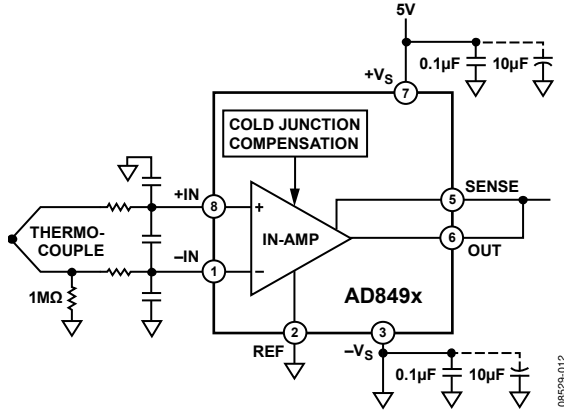 5V
0.1µF 10µF
+VS
7
COLD JUNCTION
COMPENSATION
+IN
8
+
5
SENSE
THERMO-
COUPLE
IN-AMP
–IN
1
–
6
OUT
1MΩ
AD849x
2
3
REF
–VS
0.1µF 10µF
08529-012